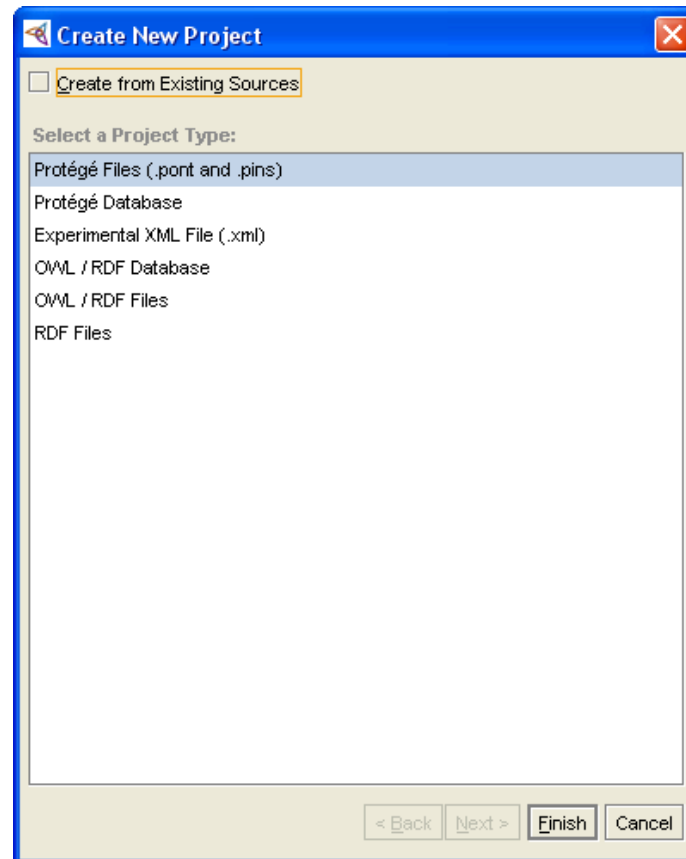 Create New Project
Create from Existing Sources
Select a Project Type:
Protégé Files (.pont and .pins)
Protégé Database
Experimental XML File (.xml)
OWL / RDF Database
OWL / RDF Files
RDF Files
< Back Next > Finish Cancel